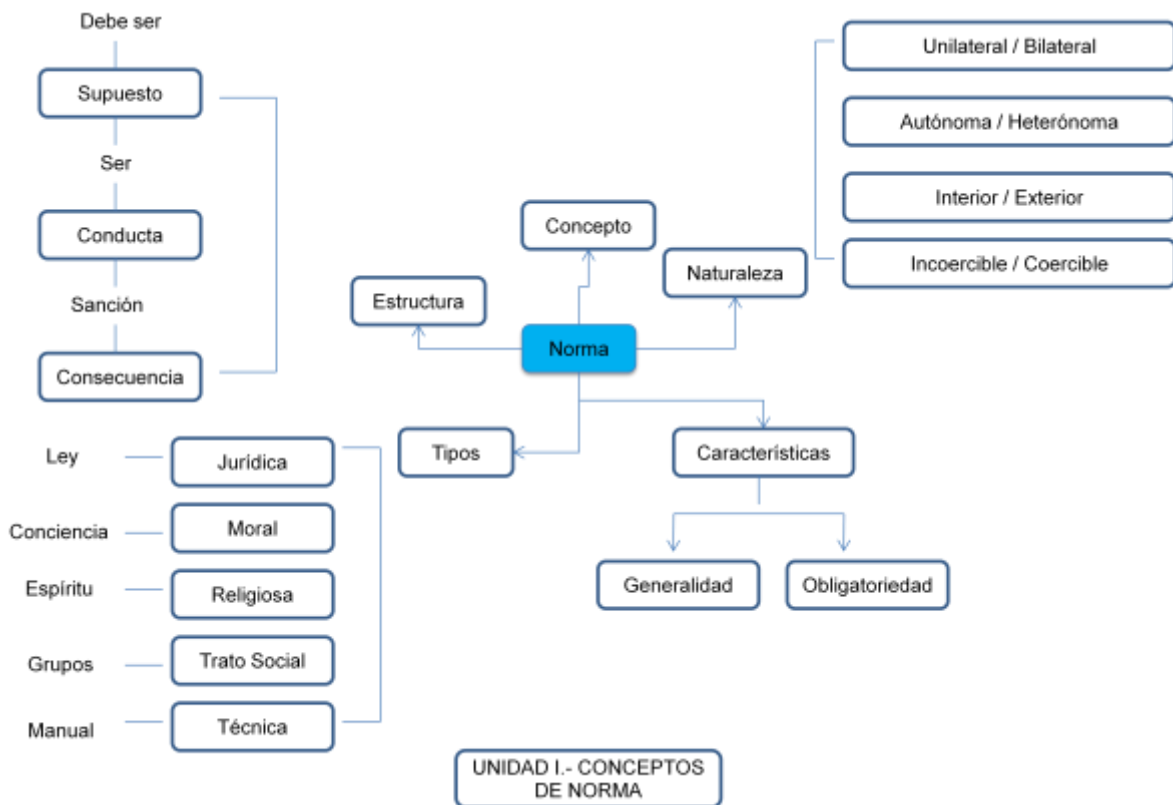 Debe ser
Supuesto
Ser
Conducta
Sanción
Consecuencia
Unilateral / Bilateral
Autónoma / Heterónoma
Interior / Exterior
Incoercible / Coercible
Concepto
Naturaleza
Estructura
Norma
Tipos
Características
Generalidad
Obligatoriedad
Ley
Jurídica
Conciencia
Moral
Espíritu
Religiosa
Grupos
Trato Social
Manual
Técnica
UNIDAD I.- CONCEPTOS
DE NORMA